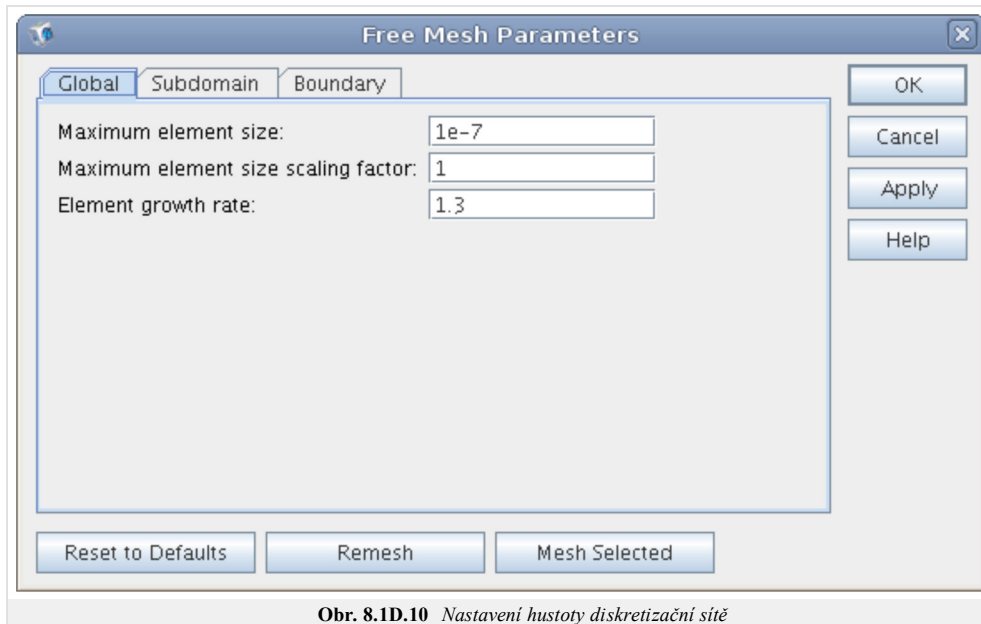 Free Mesh Parameters
Global Subdomain Boundary
OK
Maximum element size: 1e-7
Cancel
Maximum element size scaling factor: 1
Apply
Element growth rate: 1.3
Help
Reset to Defaults Remesh Mesh Selected
Obr. 8.1D.10 Nastavení hustoty diskretizační sítě